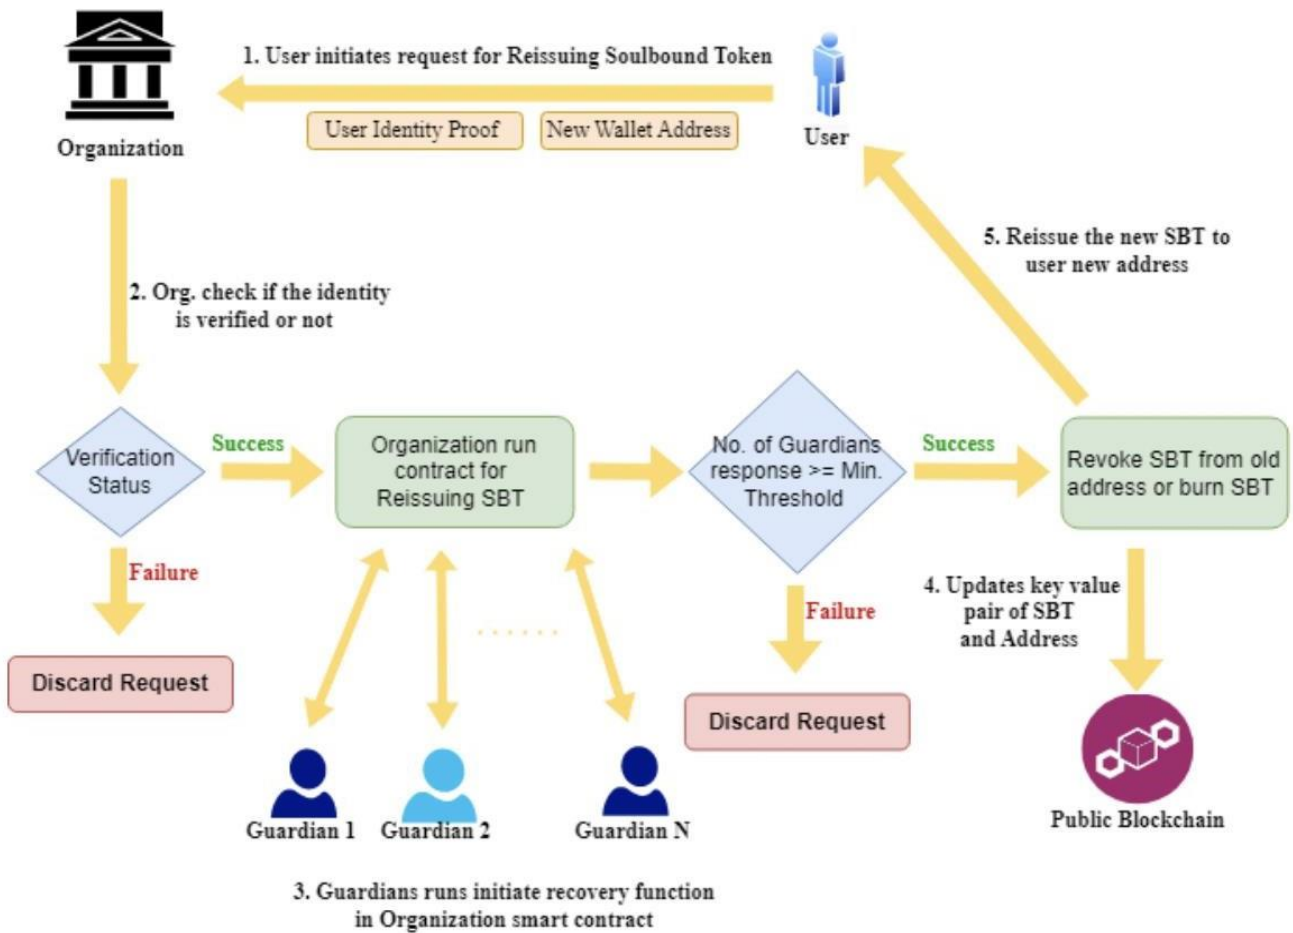 1. User initiates request for Reissuing Soulbound Token
User Identity Proof
New Wallet Address
Organization
User
5. Reissue the new SBT to
user new address
2. Org. check if the identity
is verified or not
Verification
Status
Success
Organization run
contract for
Reissuing SBT
No. of Guardians
response >= Min.
Threshold
Success
Revoke SBT from old
address or burn SBT
Failure
Discard Request
Failure
Discard Request
4. Updates key value
pair of SBT
and Address
Guardian 1
Guardian 2
. . . . . .
Guardian N
Public Blockchain
3. Guardians runs initiate recovery function
in Organization smart contract